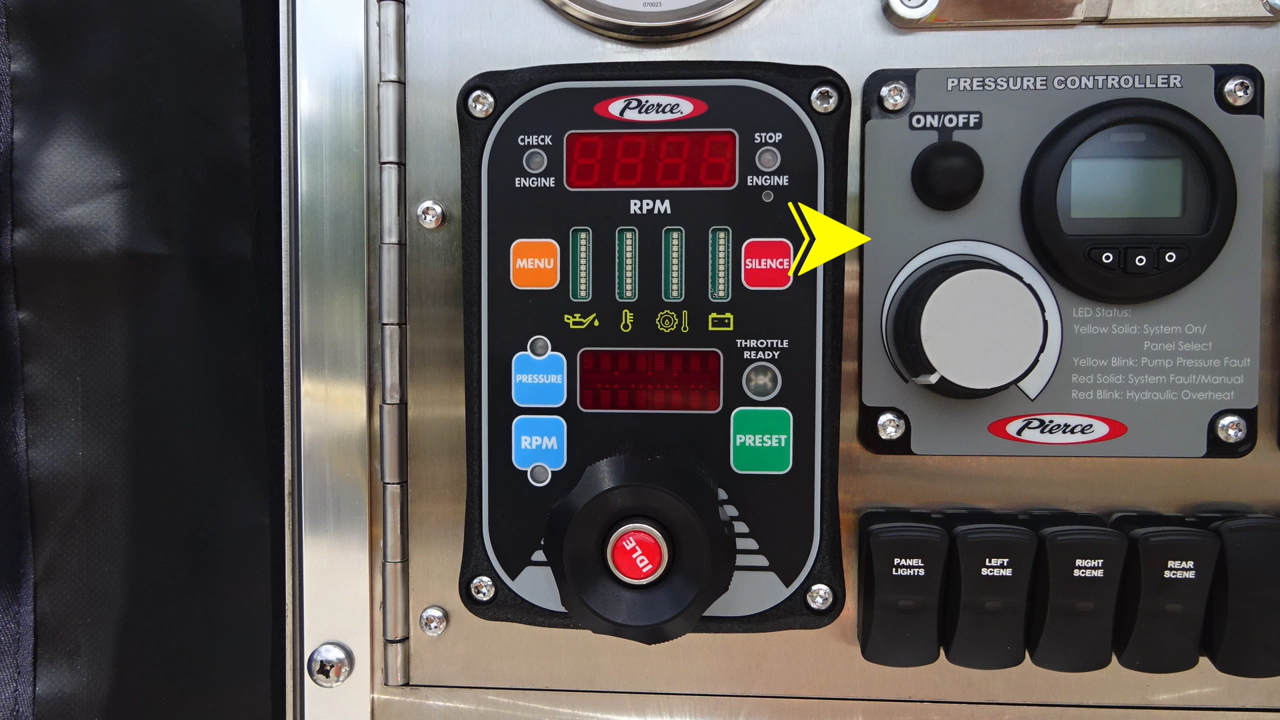 070023
Pierce
CHECK
ENGINE
STOP
ENGINE
RPM
MENU
SILENCE
THROTTLE
READY
PRESSURE
RPM
PRESET
IDLE
PRESSURE CONTROLLER
ON/OFF
LED Status:
Yellow Solid: System On/
Panel Select
Yellow Blink: Pump Pressure Fault
Red Solid: System Fault/Manual
Red Blink: Hydraulic Overheat
Pierce
PANEL
LIGHTS
LEFT
SCENE
RIGHT
SCENE
REAR
SCENE